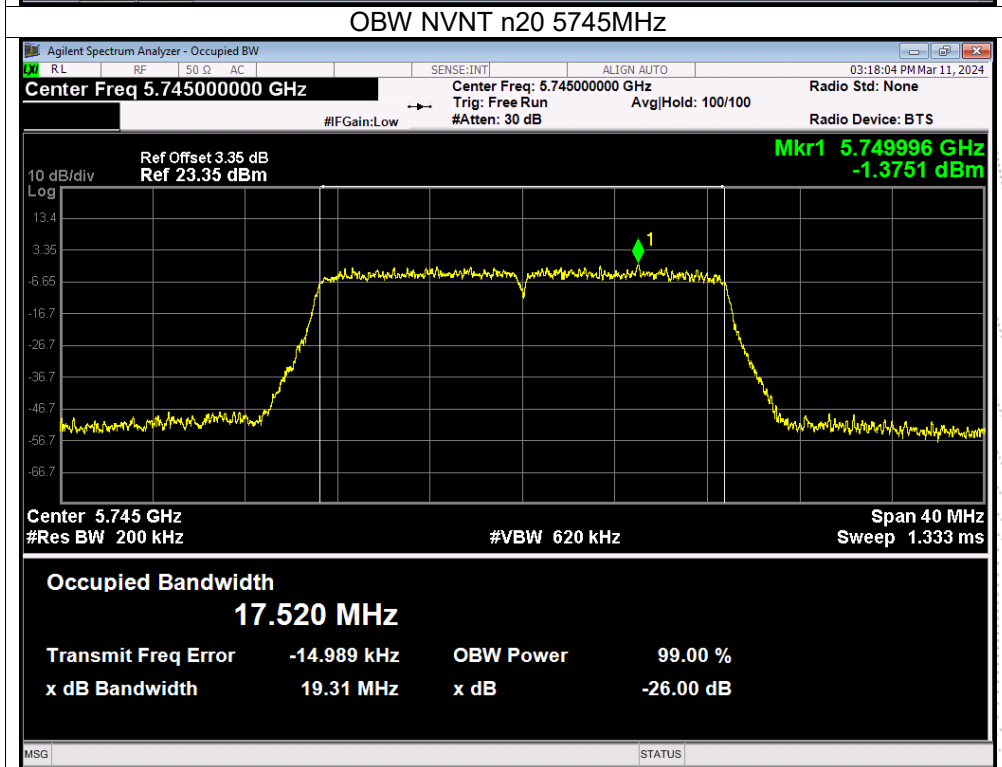 OBW NVNT n20 5745MHz
Agilent Spectrum Analyzer - Occupied BW
LXI RL RF 50 Ω AC SENSE:INT ALIGN AUTO 03:18:04 PM Mar 11, 2024
Center Freq 5.745000000 GHz Center Freq: 5.745000000 GHz Radio Std: None
Trig: Free Run Avg|Hold: 100/100
#IFGain:Low #Atten: 30 dB Radio Device: BTS
Mkr1 5.749996 GHz
-1.3751 dBm
Ref Offset 3.35 dB
10 dB/div Ref 23.35 dBm
Log
13.4
3.35
-6.65
-16.7
-26.7
-36.7
-46.7
-56.7
-66.7
1
Center 5.745 GHz Span 40 MHz
#Res BW 200 kHz #VBW 620 kHz Sweep 1.333 ms
Occupied Bandwidth
17.520 MHz
Transmit Freq Error -14.989 kHz OBW Power 99.00 %
x dB Bandwidth 19.31 MHz x dB -26.00 dB
MSG STATUS